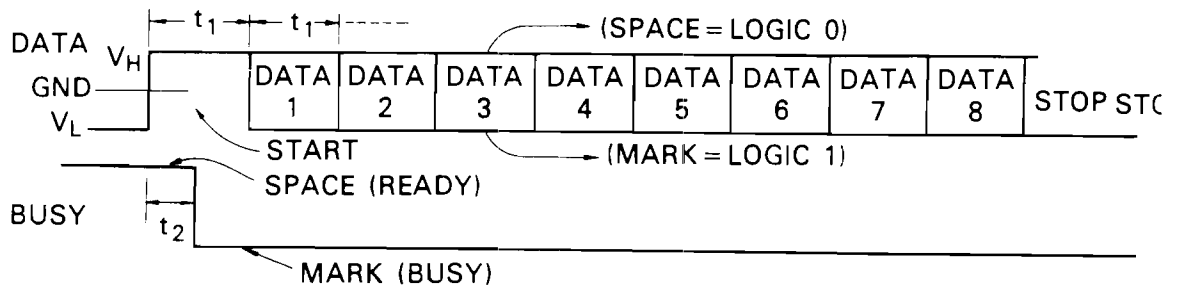 t1 t1
(SPACE=LOGIC 0)
DATA VH
GND
VL
DATA 1 DATA 2 DATA 3 DATA 4 DATA 5 DATA 6 DATA 7 DATA 8 STOP
START
(MARK=LOGIC 1)
SPACE (READY)
BUSY
t2
MARK (BUSY)